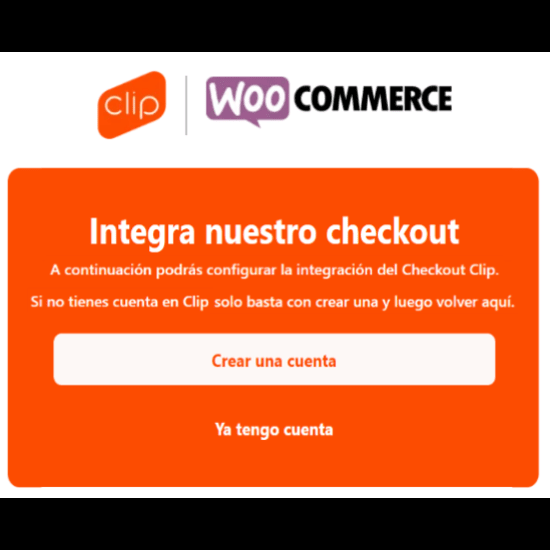 clip
WOO COMMERCE
Integra nuestro checkout
A continuación podrás configurar la integración del Checkout Clip.
Si no tienes cuenta en Clip solo basta con crear una y luego volver aquí.
Crear una cuenta
Ya tengo cuenta